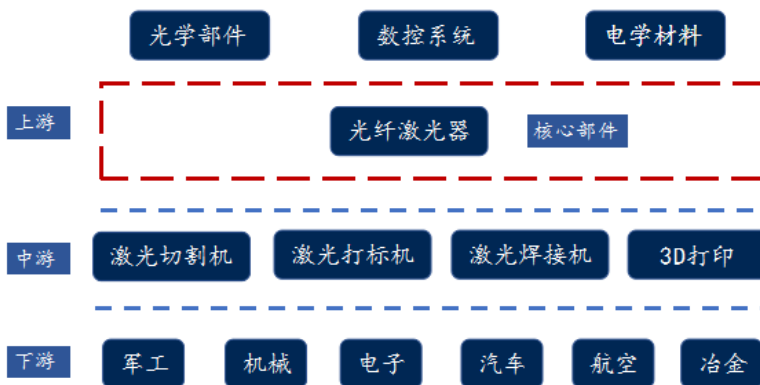 光学部件 数控系统 电学材料
上游 光纤激光器 核心部件
中游 激光切割机 激光打标机 激光焊接机 3D打印
下游 军工 机械 电子 汽车 航空 冶金